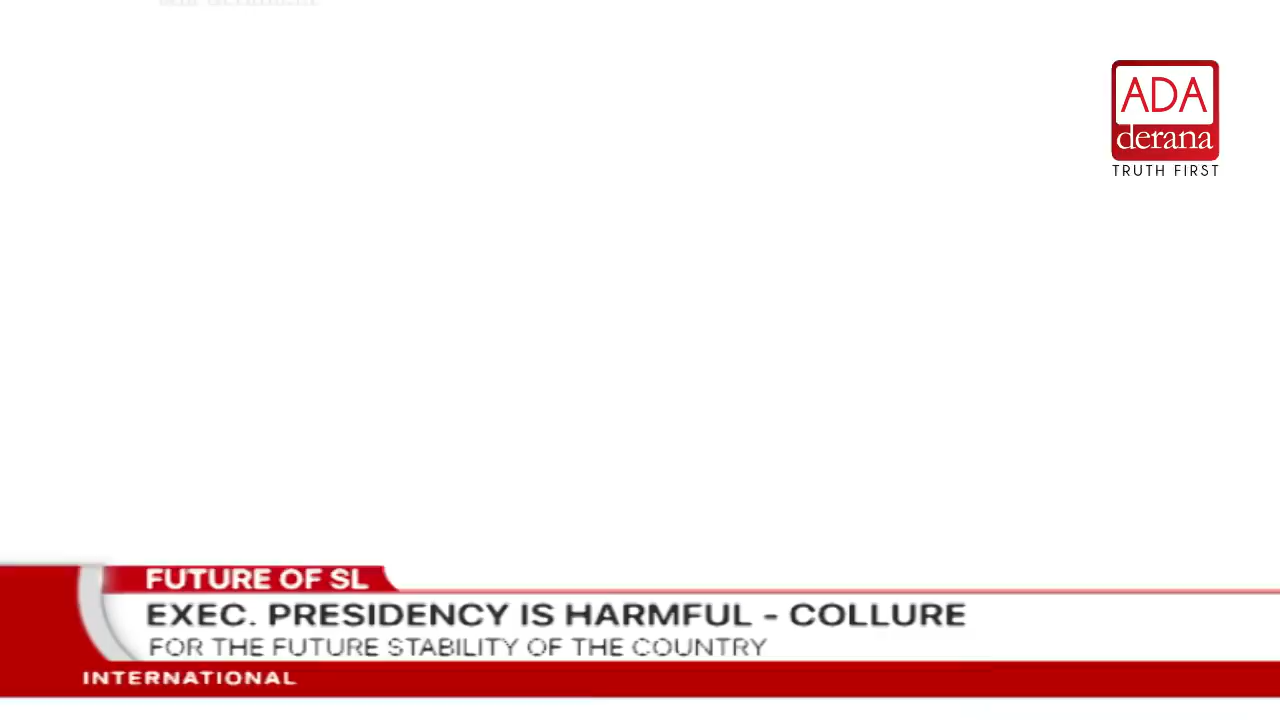 ADA
derana
TRUTH FIRST
FUTURE OF SL
EXEC. PRESIDENCY IS HARMFUL - COLLURE
FOR THE FUTURE STABILITY OF THE COUNTRY
INTERNATIONAL